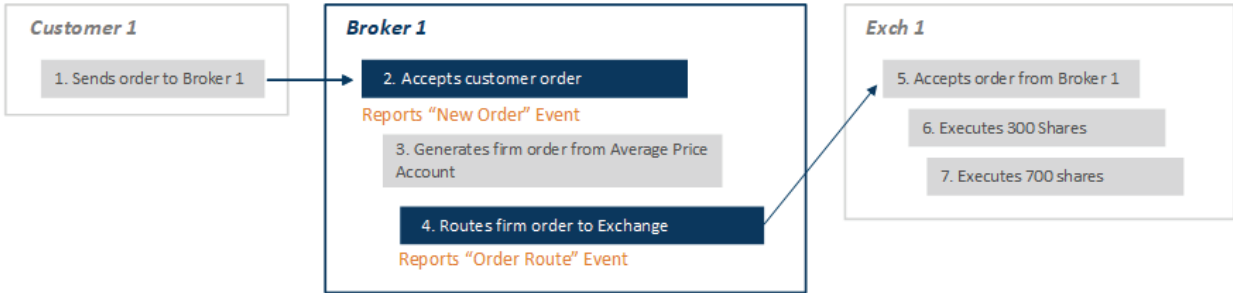 Customer 1
1. Sends order to Broker 1
Broker 1
2. Accepts customer order
Reports “New Order” Event
3. Generates firm order from Average Price
Account
4. Routes firm order to Exchange
Reports “Order Route” Event
Exch 1
5. Accepts order from Broker 1
6. Executes 300 Shares
7. Executes 700 shares